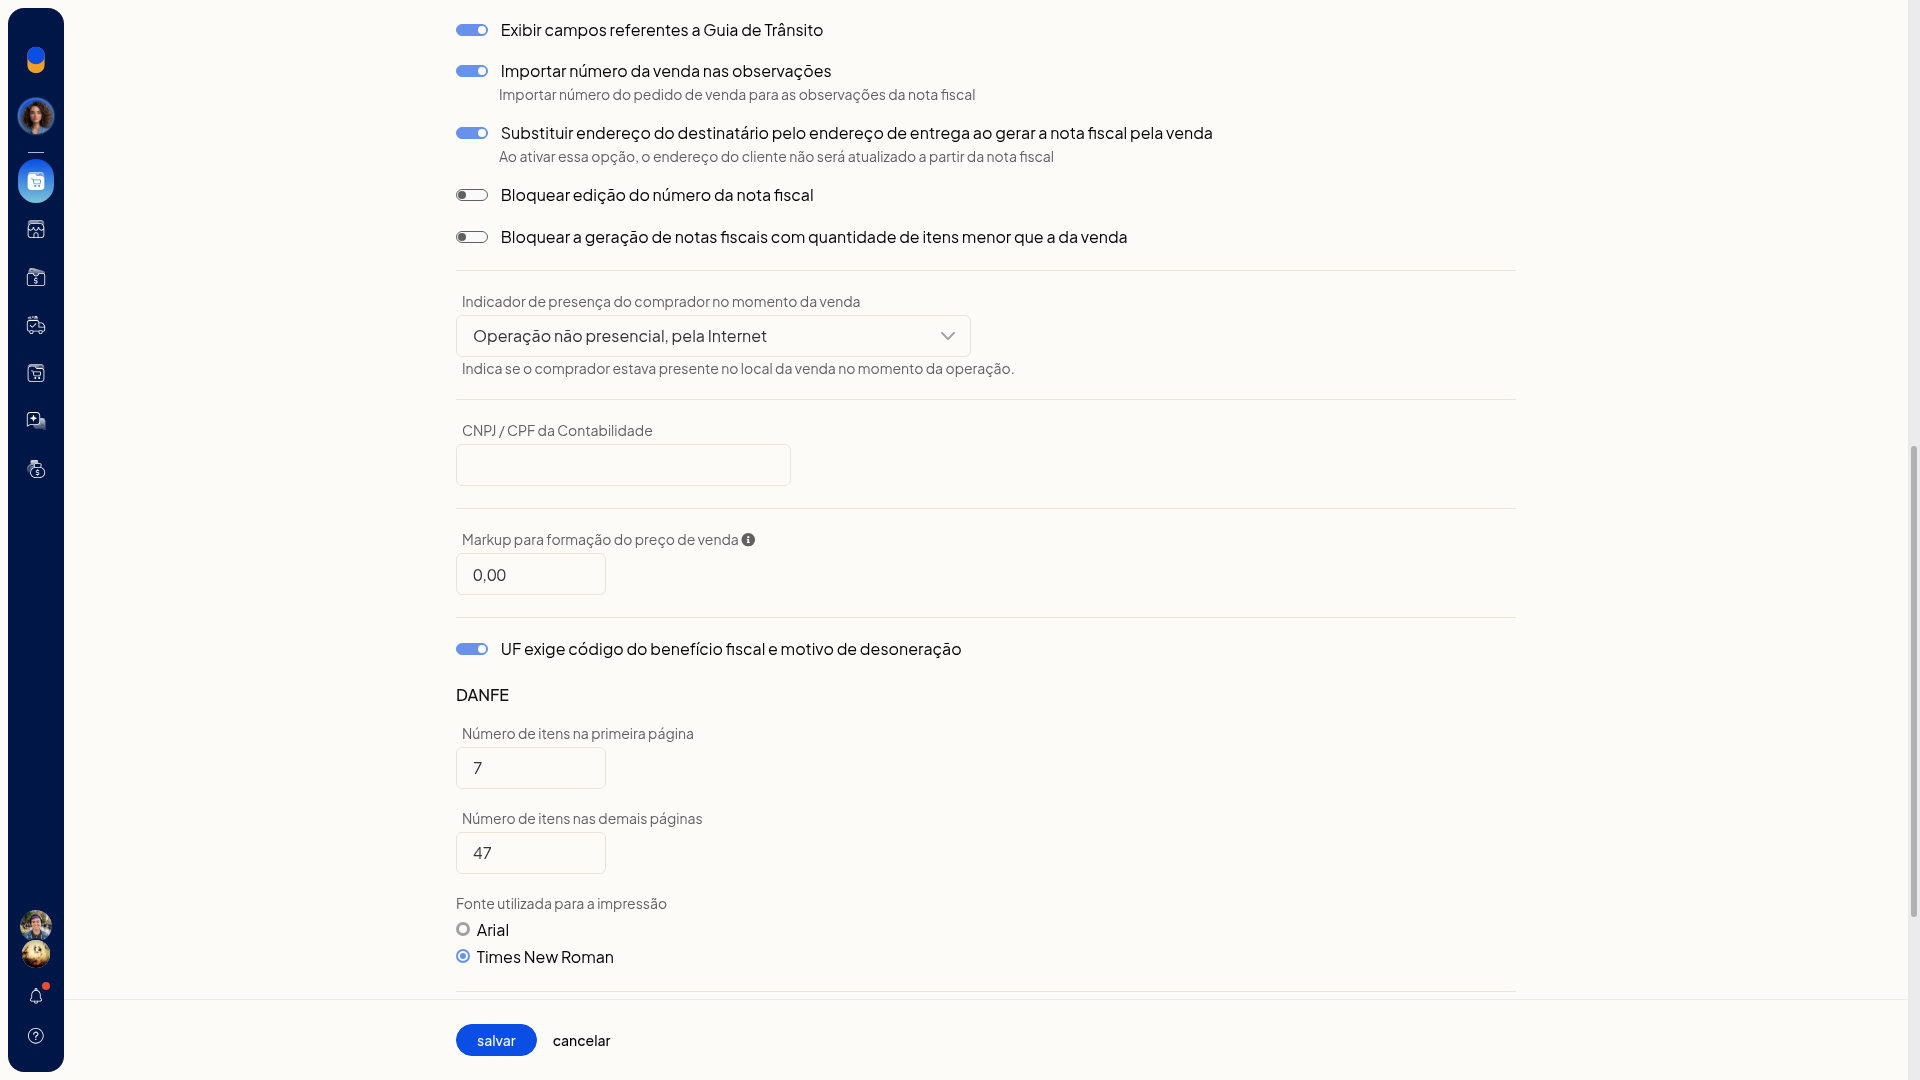 Exibir campos referentes a Guia de Trânsito
Importar número da venda nas observações
Importar número do pedido de venda para as observações da nota fiscal
Substituir endereço do destinatário pelo endereço de entrega ao gerar a nota fiscal pela venda
Ao ativar essa opção, o endereço do cliente não será atualizado a partir da nota fiscal
Bloquear edição do número da nota fiscal
Bloquear a geração de notas fiscais com quantidade de itens menor que a da venda
Indicador de presença do comprador no momento da venda
Operação não presencial, pela Internet
Indica se o comprador estava presente no local da venda no momento da operação.
CNPJ / CPF da Contabilidade
Markup para formação do preço de venda
0,00
UF exige código do benefício fiscal e motivo de desoneração
DANFE
Número de itens na primeira página
7
Número de itens nas demais páginas
47
Fonte utilizada para a impressão
Arial
Times New Roman
salvar cancelar